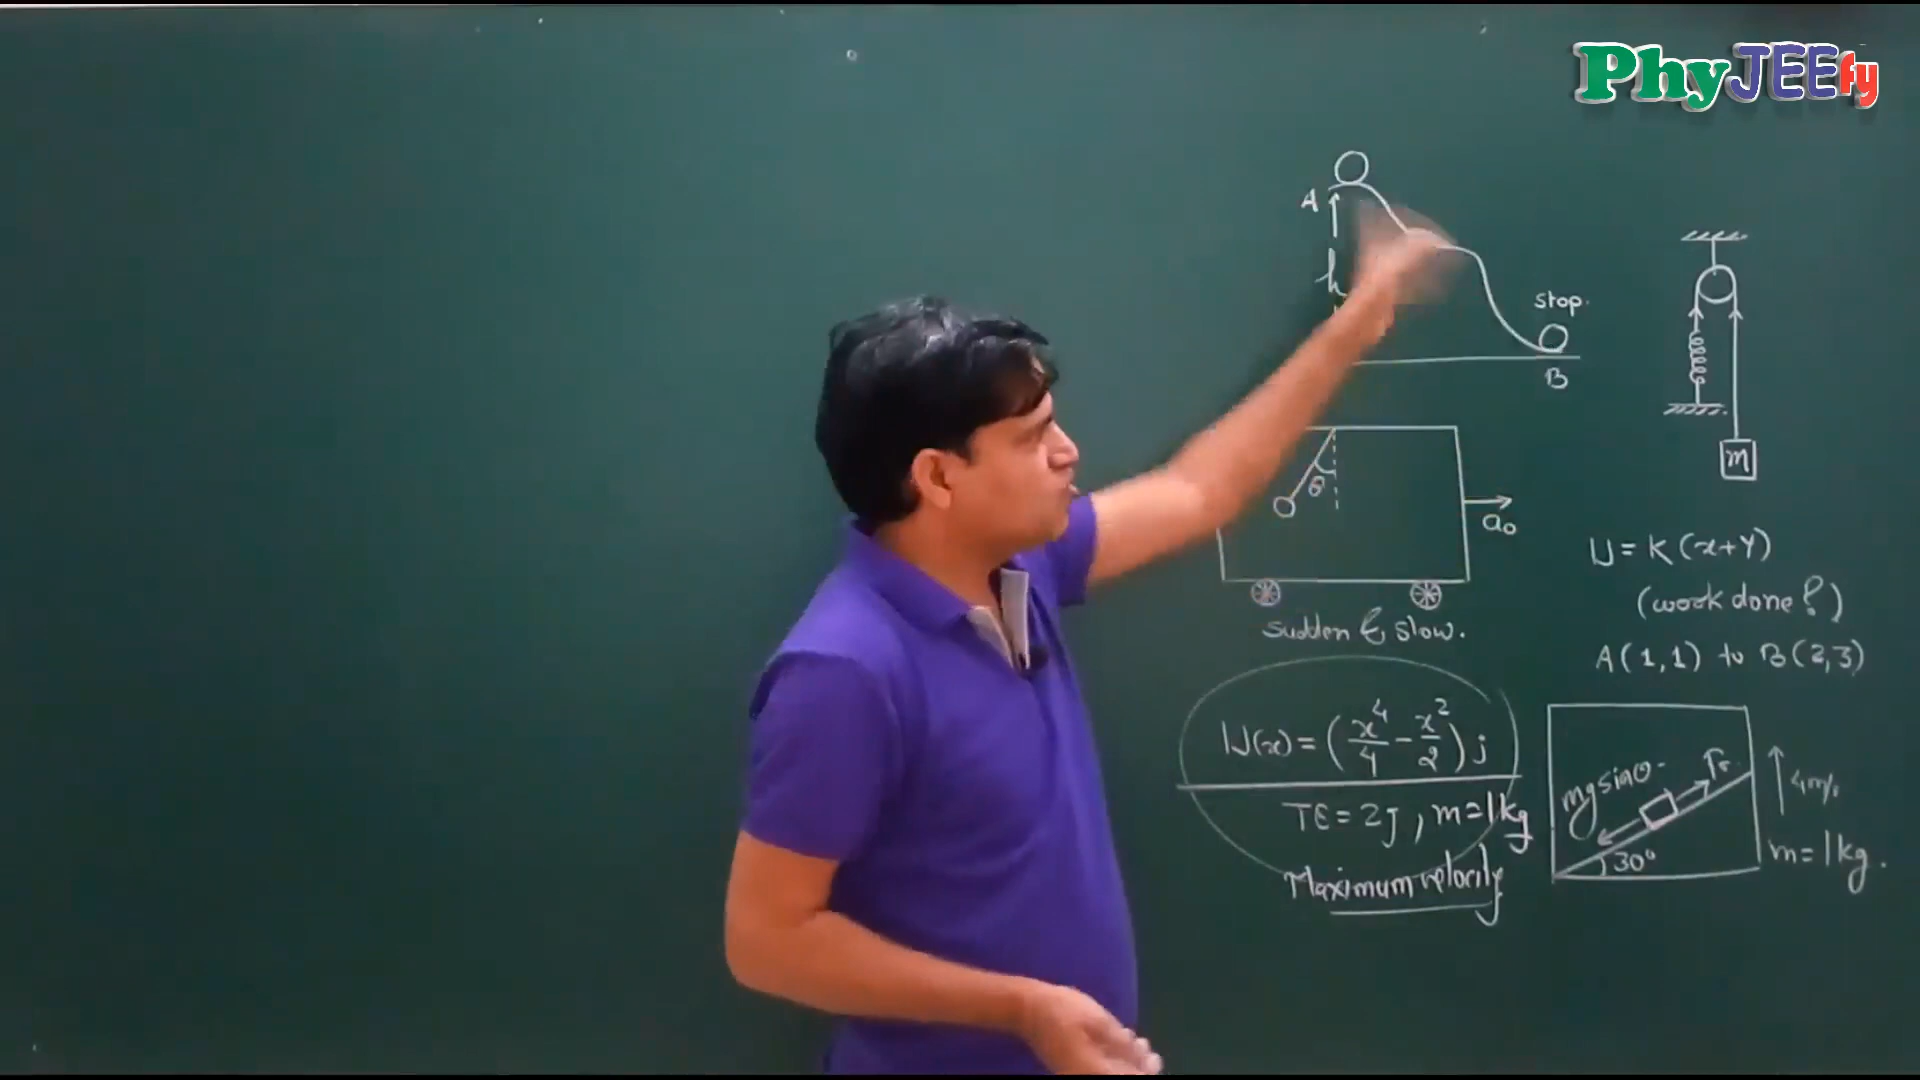 PhyJEEfy
A
h
stop.
B
m
θ
a₀
sudden & slow.
U = K(x+y)
(work done?)
A(1,1) to B(2,3)
U(x) = (x⁴/4 - x²/2) j
TE = 2J, m=1kg
Maximum velocity
mg sinθ
fr.
30°
4m/s
m=1kg.